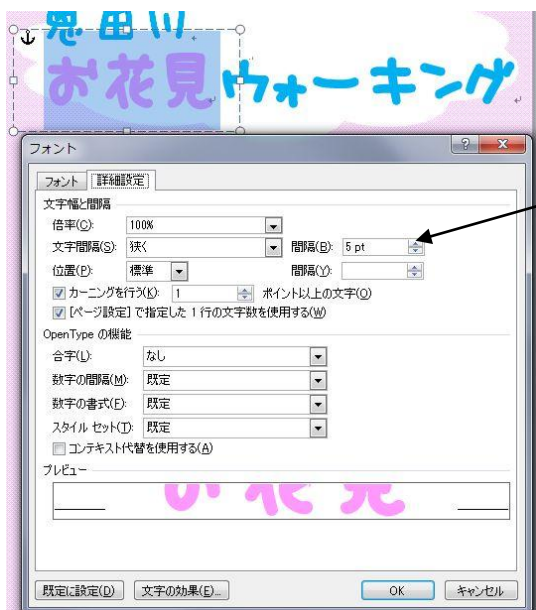 恩田川
お花見ウォーキング
フォント
フォント 詳細設定
文字幅と間隔
倍率(C): 100%
文字間隔(S): 狭く 間隔(B): 5 pt
位置(P): 標準 間隔(Y):
カーニングを行う(K): 1 ポイント以上の文字(O)
[ページ設定]で指定した1行の文字数を使用する(W)
OpenType の機能
合字(L): なし
数字の間隔(M): 既定
数字の書式(F): 既定
スタイル セット(T): 既定
コンテキスト代替を使用する(A)
プレビュー
お花見
既定に設定(D) 文字の効果(E)... OK キャンセル